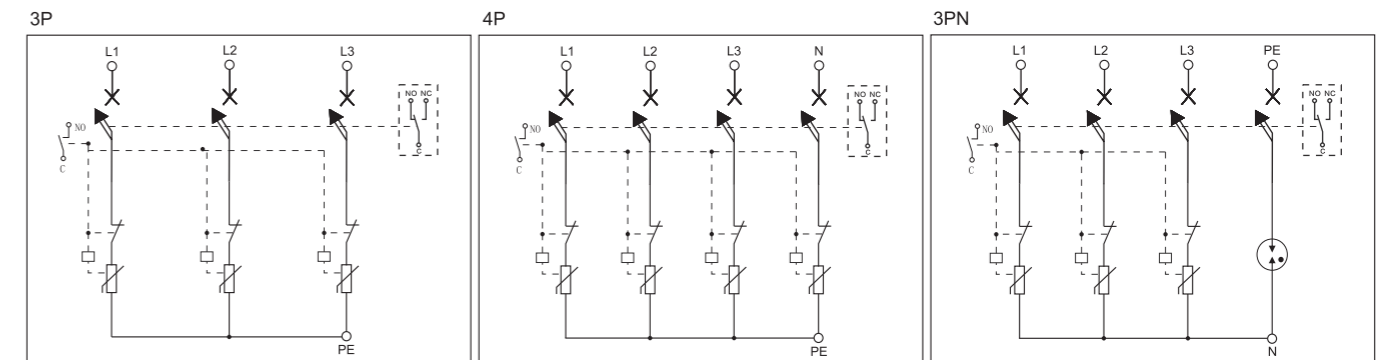 3P
L1 L2 L3
NO NC
NO
C
C
PE
4P
L1 L2 L3 N
NO NC
NO
C
C
PE
3PN
L1 L2 L3 PE
NO NC
NO
C
C
N